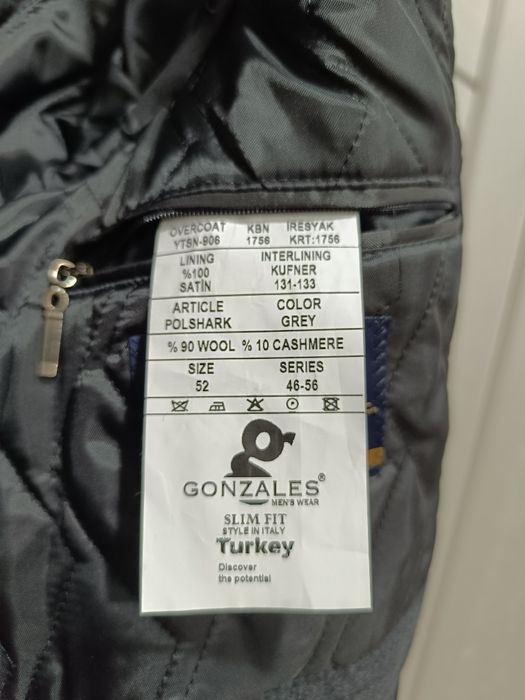 OVERCOAT KBN IRESYAK
YTSN-906 1756 KRT:1756
LINING INTERLINING
%100 KUFNER
SATİN 131-133
ARTICLE COLOR
POLSHARK GREY
% 90 WOOL % 10 CASHMERE
SIZE SERIES
52 46-56
GONZALES®
MEN'S WEAR
SLIM FIT
STYLE IN ITALY
Turkey
Discover
the potential